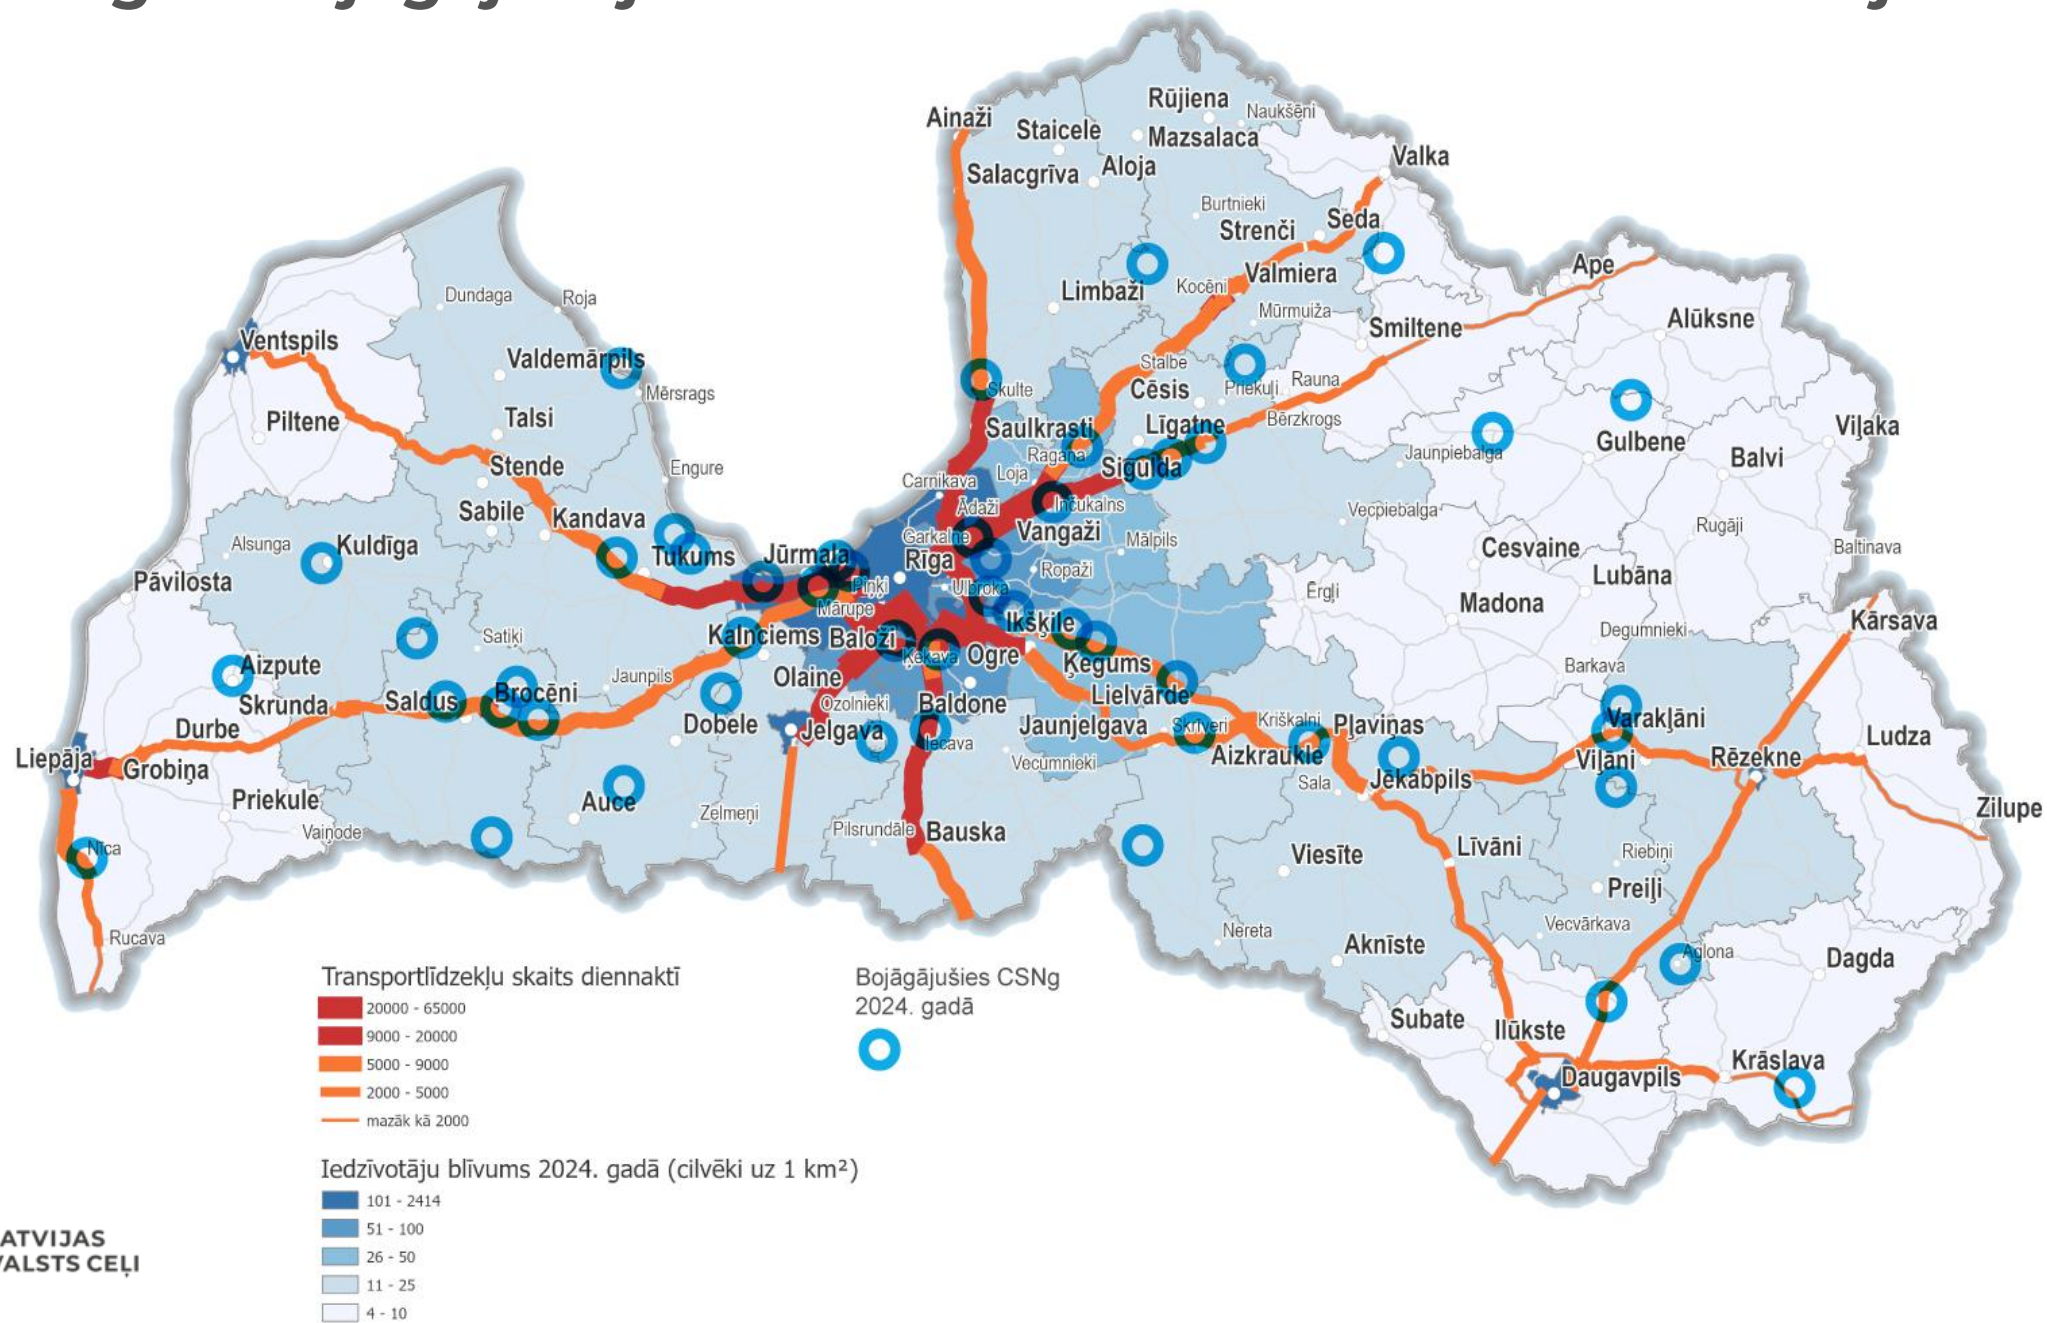 Ainaži
Staicele
Rūjiena
Naukšēni
Mazsalaca
Salacgrīva
Aloja
Valka
Burtnieki
Strenči
Seda
Limbaži
Kocēni
Valmiera
Mūrmuiža
Ape
Smiltene
Alūksne
Dundaga
Roja
Ventspils
Valdemārpils
Mērsrags
Piltene
Talsi
Stende
Engure
Sabile
Kandava
Skulte
Stalbe
Cēsis
Priekuļi
Rauna
Bērzkrogs
Saulkrasti
Līgatne
Ragana
Sigulda
Loja
Carnikava
Ādaži
Inčukalns
Garkalne
Vangaži
Mālpils
Jaunpiebalga
Vecpiebalga
Gulbene
Balvi
Viļaka
Rugāji
Baltinava
Cesvaine
Lubāna
Madona
Ērgļi
Degumnieki
Barkava
Kārsava
Alsunga
Kuldīga
Pāvilosta
Tukums
Jūrmala
Rīga
Ropaži
Piņķi
Ulbroka
Mārupe
Ikšķile
Kalnciems
Baloži
Ķekava
Ogre
Ķegums
Olaine
Lielvārde
Satiķi
Jaunpils
Aizpute
Skrunda
Saldus
Brocēni
Durbe
Dobele
Ozolnieki
Baldone
Jelgava
Iecava
Jaunjelgava
Vecumnieki
Skrīveri
Aizkraukle
Kriškalni
Pļaviņas
Sala
Jēkabpils
Varakļāni
Viļāni
Rēzekne
Ludza
Zilupe
Liepāja
Grobiņa
Priekule
Vaiņode
Auce
Zelmeņi
Pilsrundāle
Bauska
Viesīte
Līvāni
Riebiņi
Preiļi
Vecvārkava
Nīca
Rucava
Nereta
Aknīste
Aglona
Dagda
Subate
Ilūkste
Daugavpils
Krāslava
Transportlīdzekļu skaits diennaktī
20000 - 65000
9000 - 20000
5000 - 9000
2000 - 5000
mazāk kā 2000
Bojāgājušies CSNg
2024. gadā
Iedzīvotāju blīvums 2024. gadā (cilvēki uz 1 km²)
101 - 2414
51 - 100
26 - 50
11 - 25
4 - 10
ATVIJAS
VALSTS CEĻI